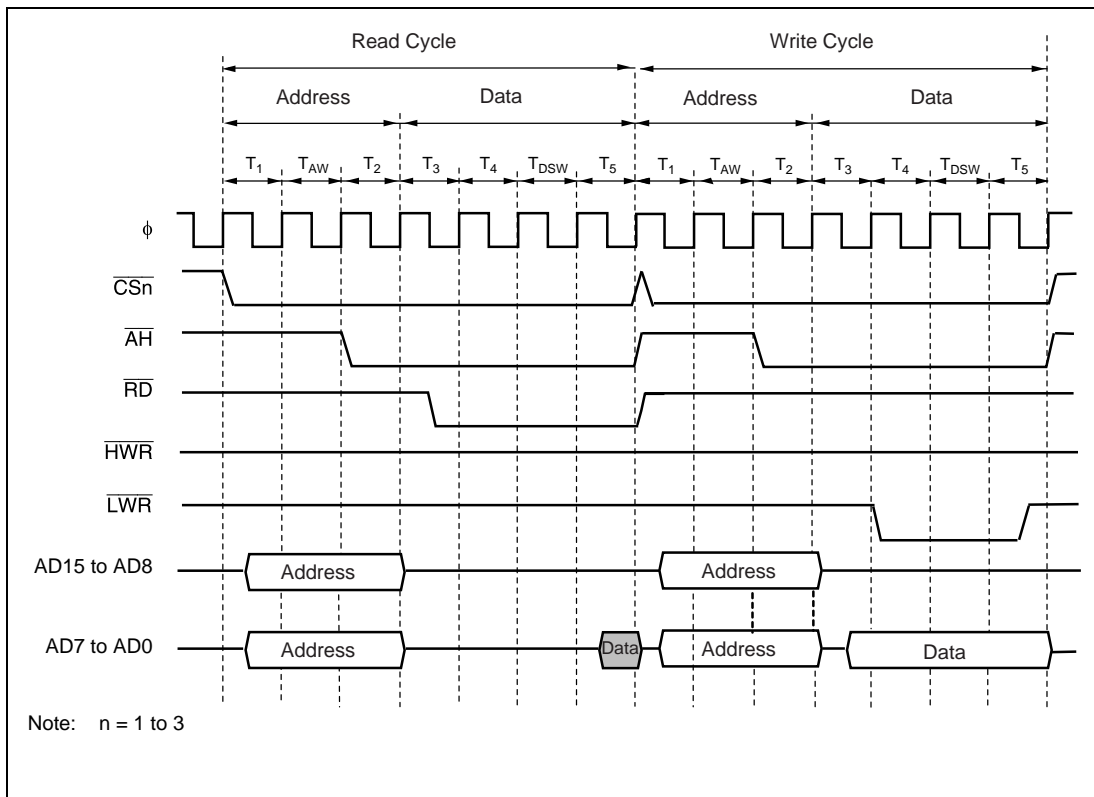 Read Cycle Write Cycle
Address Data Address Data
T1 TAW T2 T3 T4 TDSW T5 T1 TAW T2 T3 T4 TDSW T5
ϕ
CSn
AH
RD
HWR
LWR
AD15 to AD8 Address Address
AD7 to AD0 Address Data Address Data
Note: n = 1 to 3